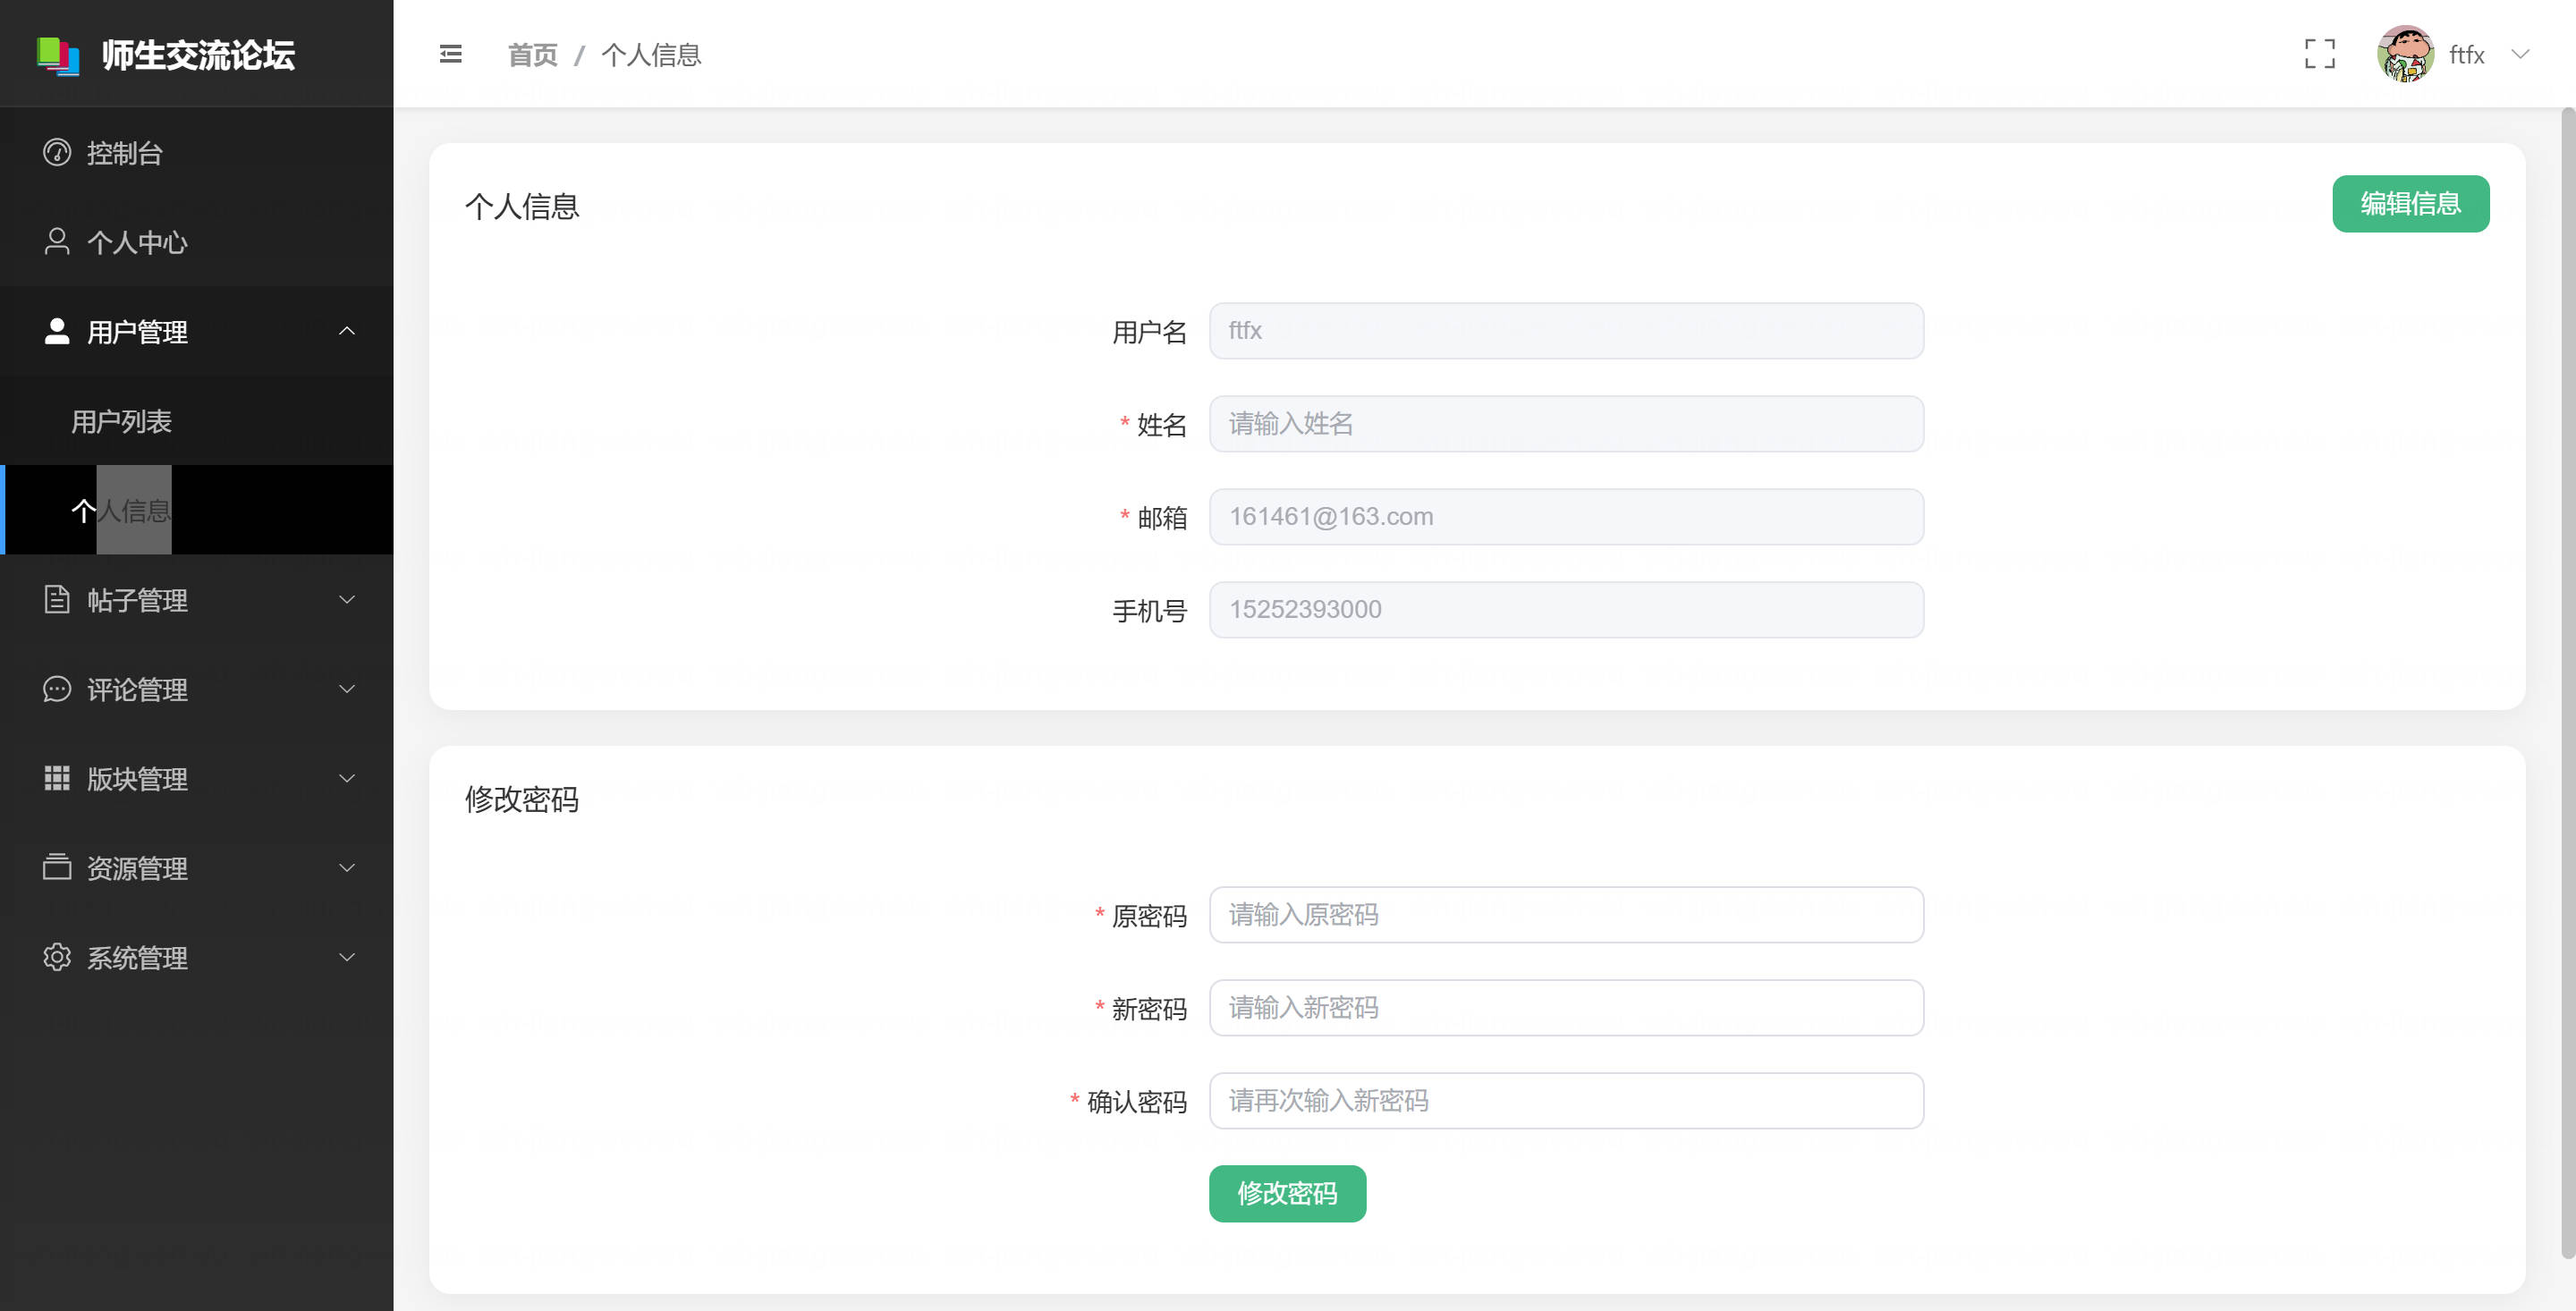 师生交流论坛
首页 / 个人信息
ftfx
控制台
个人中心
用户管理
用户列表
个人信息
帖子管理
评论管理
版块管理
资源管理
系统管理
个人信息
编辑信息
用户名 ftfx
* 姓名 请输入姓名
* 邮箱 161461@163.com
手机号 15252393000
修改密码
* 原密码 请输入原密码
* 新密码 请输入新密码
* 确认密码 请再次输入新密码
修改密码